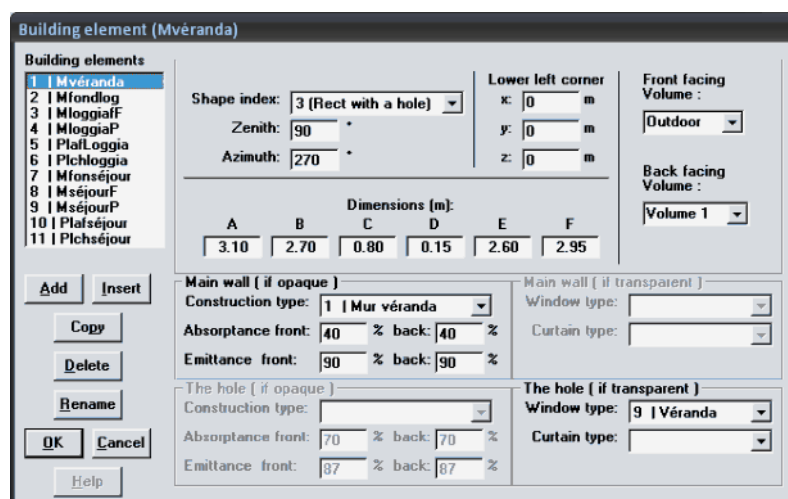 Building element (Mvéranda)
Building elements
1 | Mvéranda
2 | Mfondlog
3 | MloggiafF
4 | MloggiaP
5 | PlafLoggia
6 | Plchloggia
7 | Mfonséjour
8 | MséjourF
9 | MséjourP
10 | Plafséjour
11 | Plchséjour
Add Insert
Copy
Delete
Rename
OK Cancel
Help
Shape index: 3 (Rect with a hole)
Zenith: 90 °
Azimuth: 270 °
Lower left corner
x: 0 m
y: 0 m
z: 0 m
Front facing
Volume :
Outdoor
Back facing
Volume :
Volume 1
Dimensions (m):
A B C D E F
3.10 2.70 0.80 0.15 2.60 2.95
Main wall ( if opaque )
Construction type: 1 | Mur véranda
Absorptance front: 40 % back: 40 %
Emittance front: 90 % back: 90 %
Main wall ( if transparent )
Window type:
Curtain type:
The hole ( if opaque )
Construction type:
Absorptance front: 70 % back: 70 %
Emittance front: 87 % back: 87 %
The hole ( if transparent )
Window type: 9 | Véranda
Curtain type: